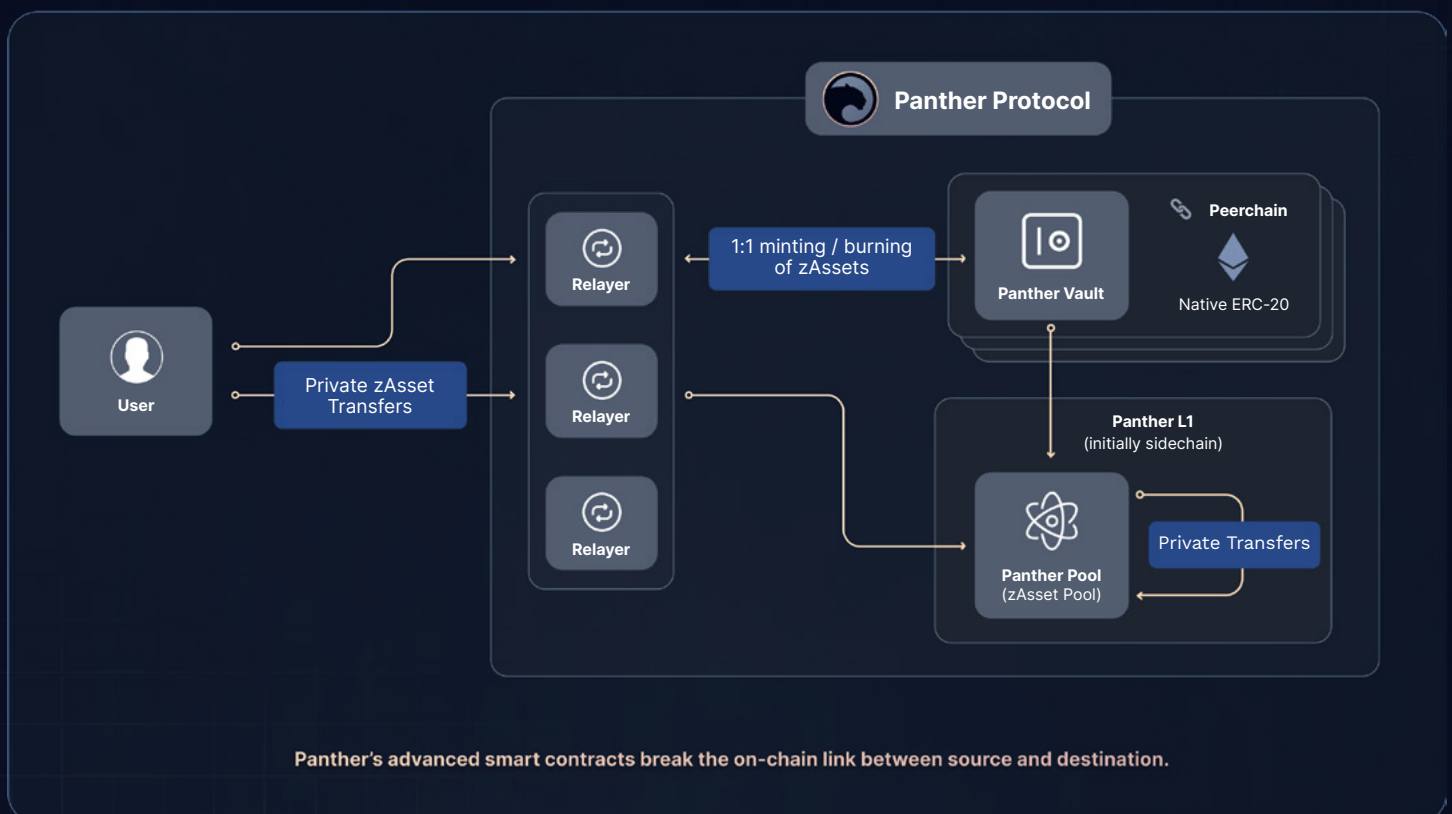 Panther Protocol
Relayer
1:1 minting / burning
of zAssets
Panther Vault
Peerchain
Native ERC-20
User
Private zAsset
Transfers
Relayer
Panther L1
(initially sidechain)
Relayer
Panther Pool
(zAsset Pool)
Private Transfers
Panther's advanced smart contracts break the on-chain link between source and destination.